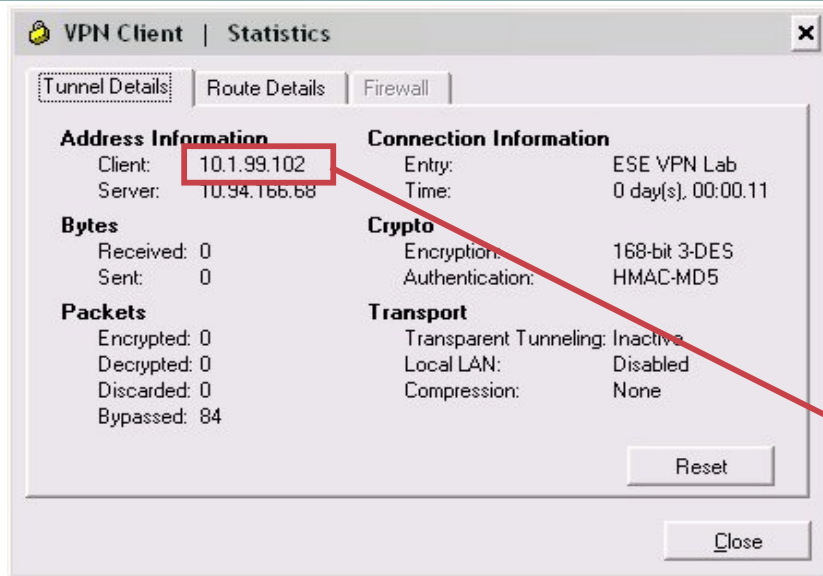 VPN Client | Statistics
Tunnel Details Route Details Firewall
Address Information
Client: 10.1.99.102
Server: 10.94.166.68
Connection Information
Entry: ESE VPN Lab
Time: 0 day(s), 00:00.11
Bytes
Received: 0
Sent: 0
Crypto
Encryption: 168-bit 3-DES
Authentication: HMAC-MD5
Packets
Encrypted: 0
Decrypted: 0
Discarded: 0
Bypassed: 84
Transport
Transparent Tunneling: Inactive
Local LAN: Disabled
Compression: None
Reset
Close